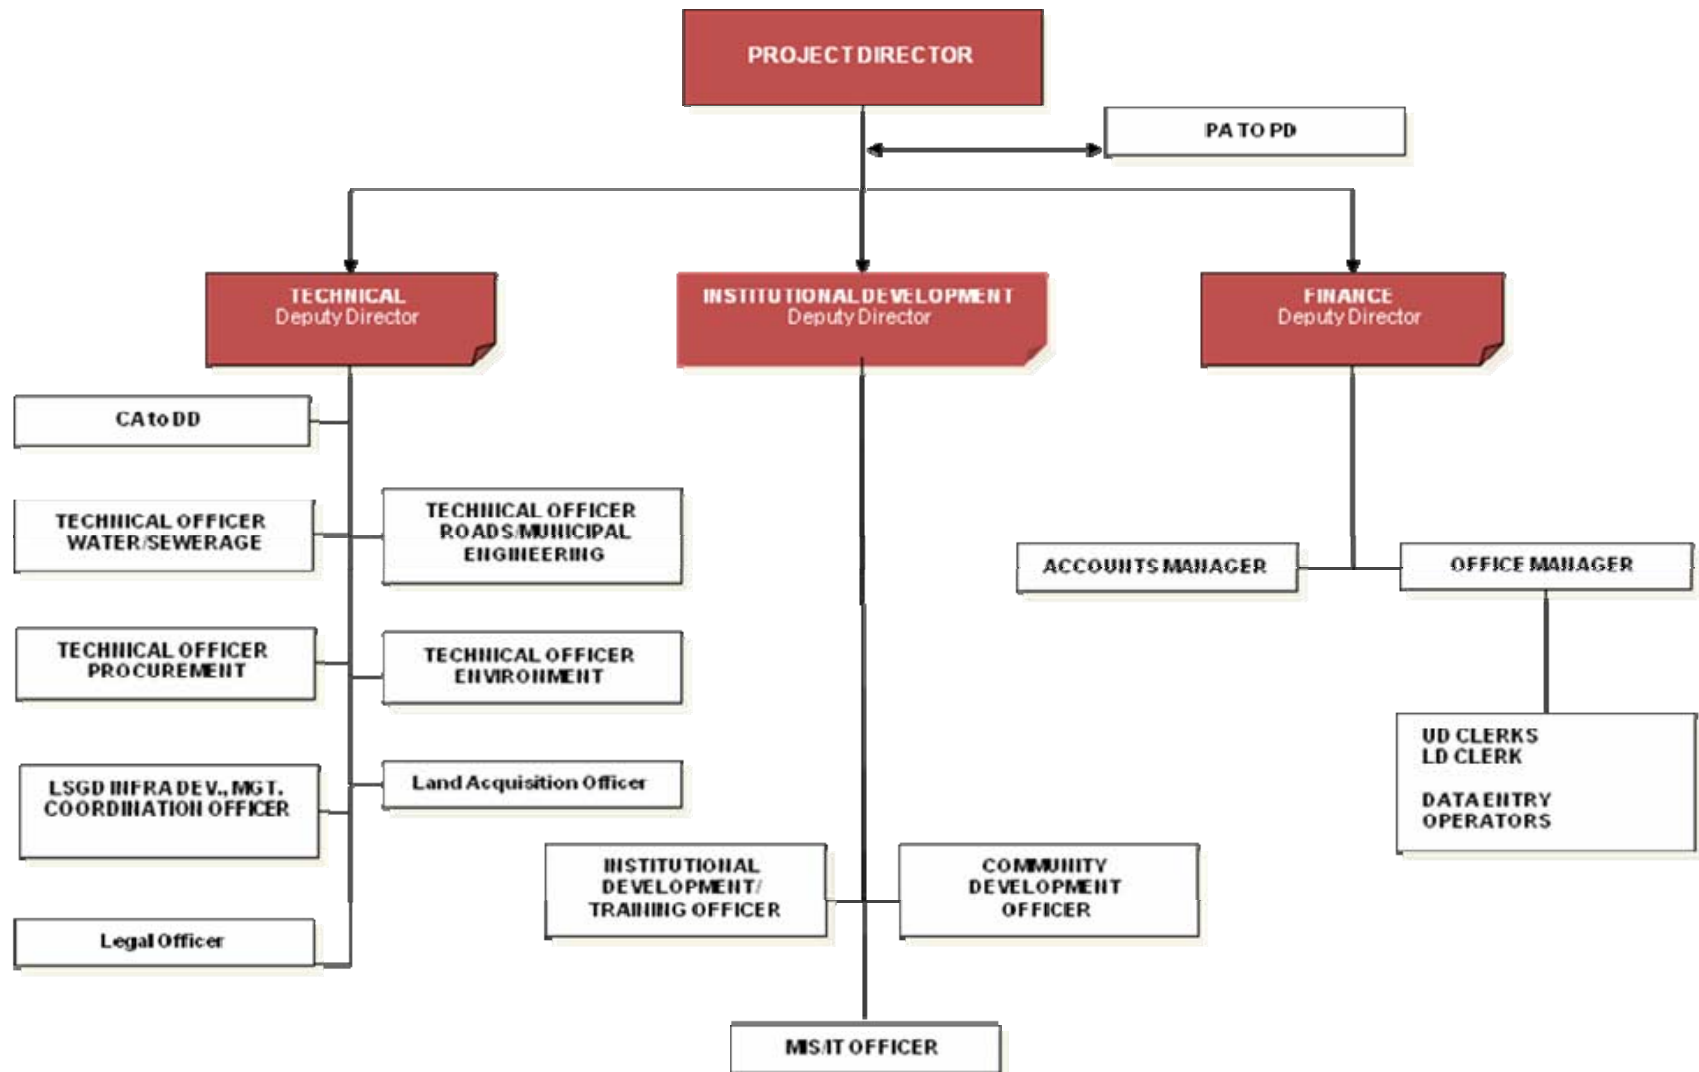 PROJECT DIRECTOR
PA TO PD
TECHNICAL
Deputy Director
INSTITUTIONAL DEVELOPMENT
Deputy Director
FINANCE
Deputy Director
CA to DD
TECHNICAL OFFICER
WATER/SEWERAGE
TECHNICAL OFFICER
ROADS/MUNICIPAL
ENGINEERING
ACCOUNTS MANAGER
OFFICE MANAGER
TECHNICAL OFFICER
PROCUREMENT
TECHNICAL OFFICER
ENVIRONMENT
UD CLERKS
LD CLERK
DATA ENTRY
OPERATORS
LSGD INFRA DEV., MGT.
COORDINATION OFFICER
Land Acquisition Officer
INSTITUTIONAL
DEVELOPMENT/
TRAINING OFFICER
COMMUNITY
DEVELOPMENT
OFFICER
Legal Officer
MIS/IT OFFICER